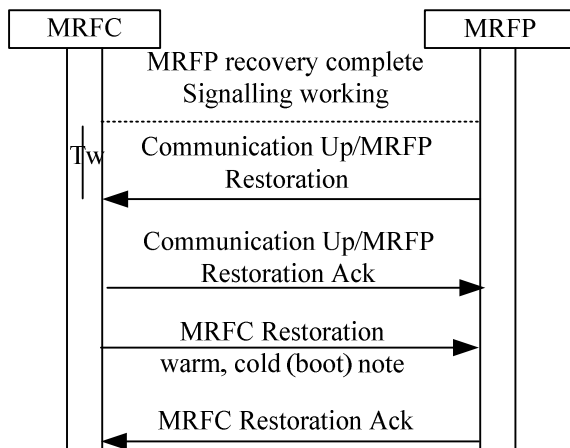 MRFC
MRFP
MRFP recovery complete
Signalling working
Tw
Communication Up/MRFP
Restoration
Communication Up/MRFP
Restoration Ack
MRFC Restoration
warm, cold (boot) note
MRFC Restoration Ack